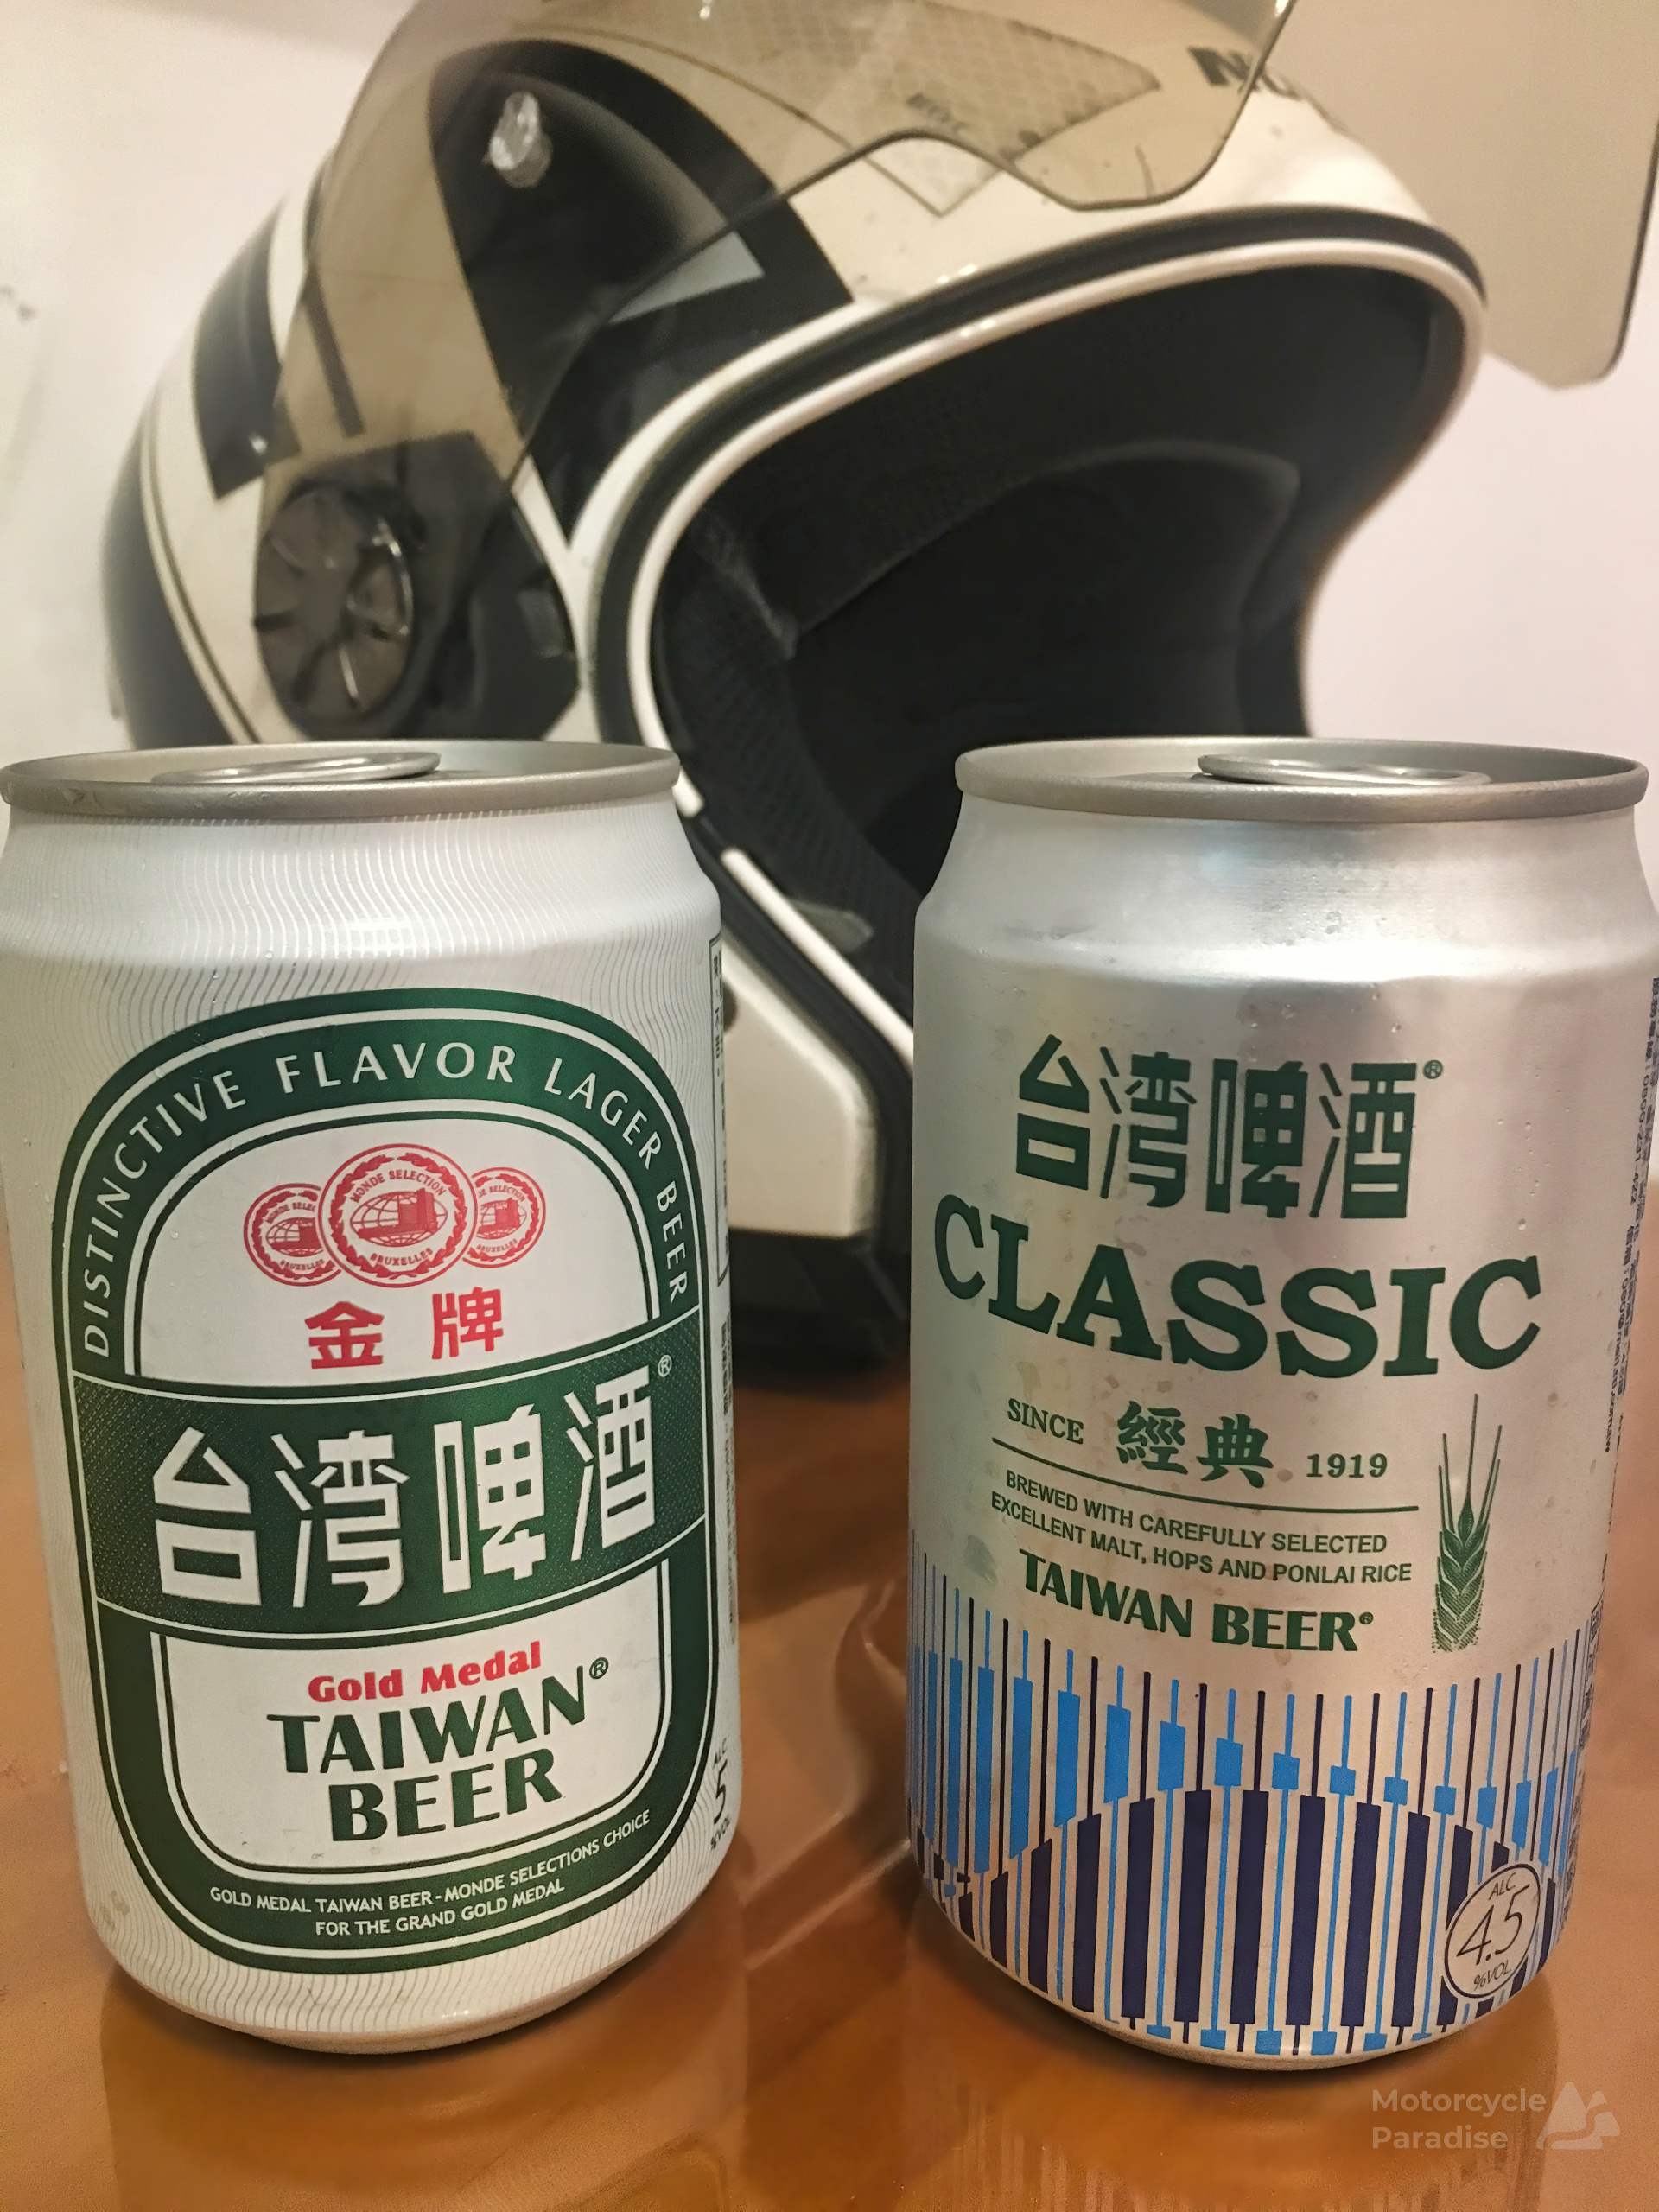 DISTINCTIVE FLAVOR LAGER BEER
MONDE SELECTION
BRUXELLES
金牌
台湾啤酒®
Gold Medal
TAIWAN®
BEER
GOLD MEDAL TAIWAN BEER - MONDE SELECTIONS CHOICE
FOR THE GRAND GOLD MEDAL
ALC.
5
%VOL
台湾啤酒®
CLASSIC
SINCE 經典 1919
BREWED WITH CAREFULLY SELECTED
EXCELLENT MALT, HOPS AND PONLAI RICE
TAIWAN BEER®
ALC.
4.5
%VOL.
Motorcycle
Paradise